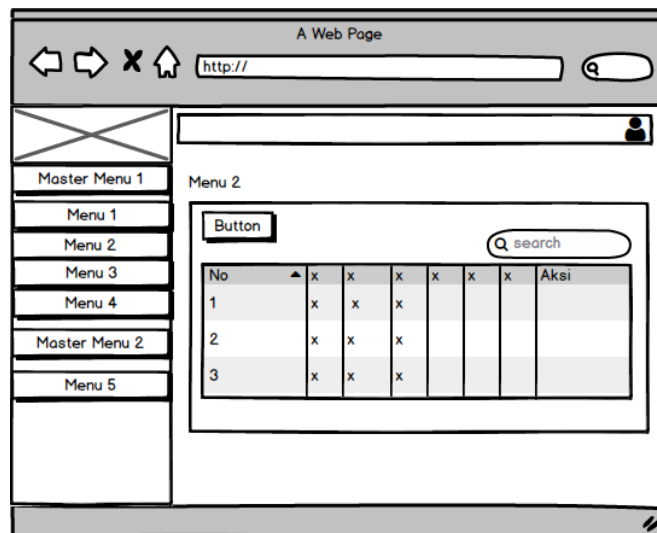 A Web Page
http://
Master Menu 1
Menu 1
Menu 2
Menu 3
Menu 4
Master Menu 2
Menu 5
Menu 2
Button
search
No x x x x x x Aksi
1 x x x
2 x x x
3 x x x